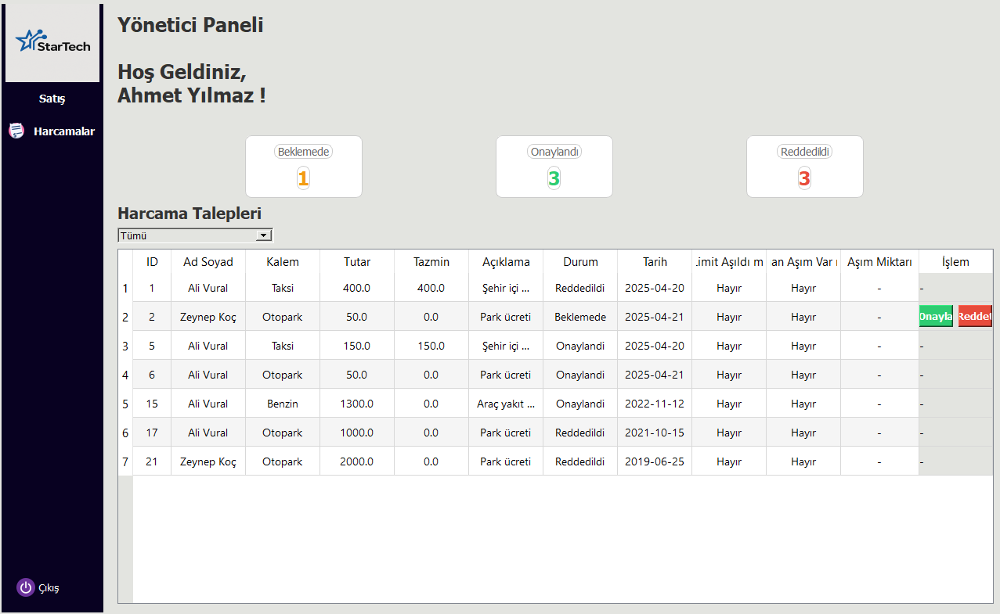 StarTech
Satış
Harcamalar
Çıkış
Yönetici Paneli
Hoş Geldiniz,
Ahmet Yılmaz !
Beklemede Onaylandı Reddedildi
1 3 3
Harcama Talepleri
Tümü
ID Ad Soyad Kalem Tutar Tazmin Açıklama Durum Tarih .imit Aşıldı m an Aşım Var ı Aşım Miktarı İşlem
1 1 Ali Vural Taksi 400.0 400.0 Şehir içi ... Reddedildi 2025-04-20 Hayır Hayır - -
2 2 Zeynep Koç Otopark 50.0 0.0 Park ücreti Beklemede 2025-04-21 Hayır Hayır - Onayla Reddet
3 5 Ali Vural Taksi 150.0 150.0 Şehir içi ... Onaylandi 2025-04-20 Hayır Hayır - -
4 6 Ali Vural Otopark 50.0 0.0 Park ücreti Onaylandi 2025-04-21 Hayır Hayır - -
5 15 Ali Vural Benzin 1300.0 0.0 Araç yakıt ... Onaylandi 2022-11-12 Hayır Hayır - -
6 17 Ali Vural Otopark 1000.0 0.0 Park ücreti Reddedildi 2021-10-15 Hayır Hayır - -
7 21 Zeynep Koç Otopark 2000.0 0.0 Park ücreti Reddedildi 2019-06-25 Hayır Hayır - -